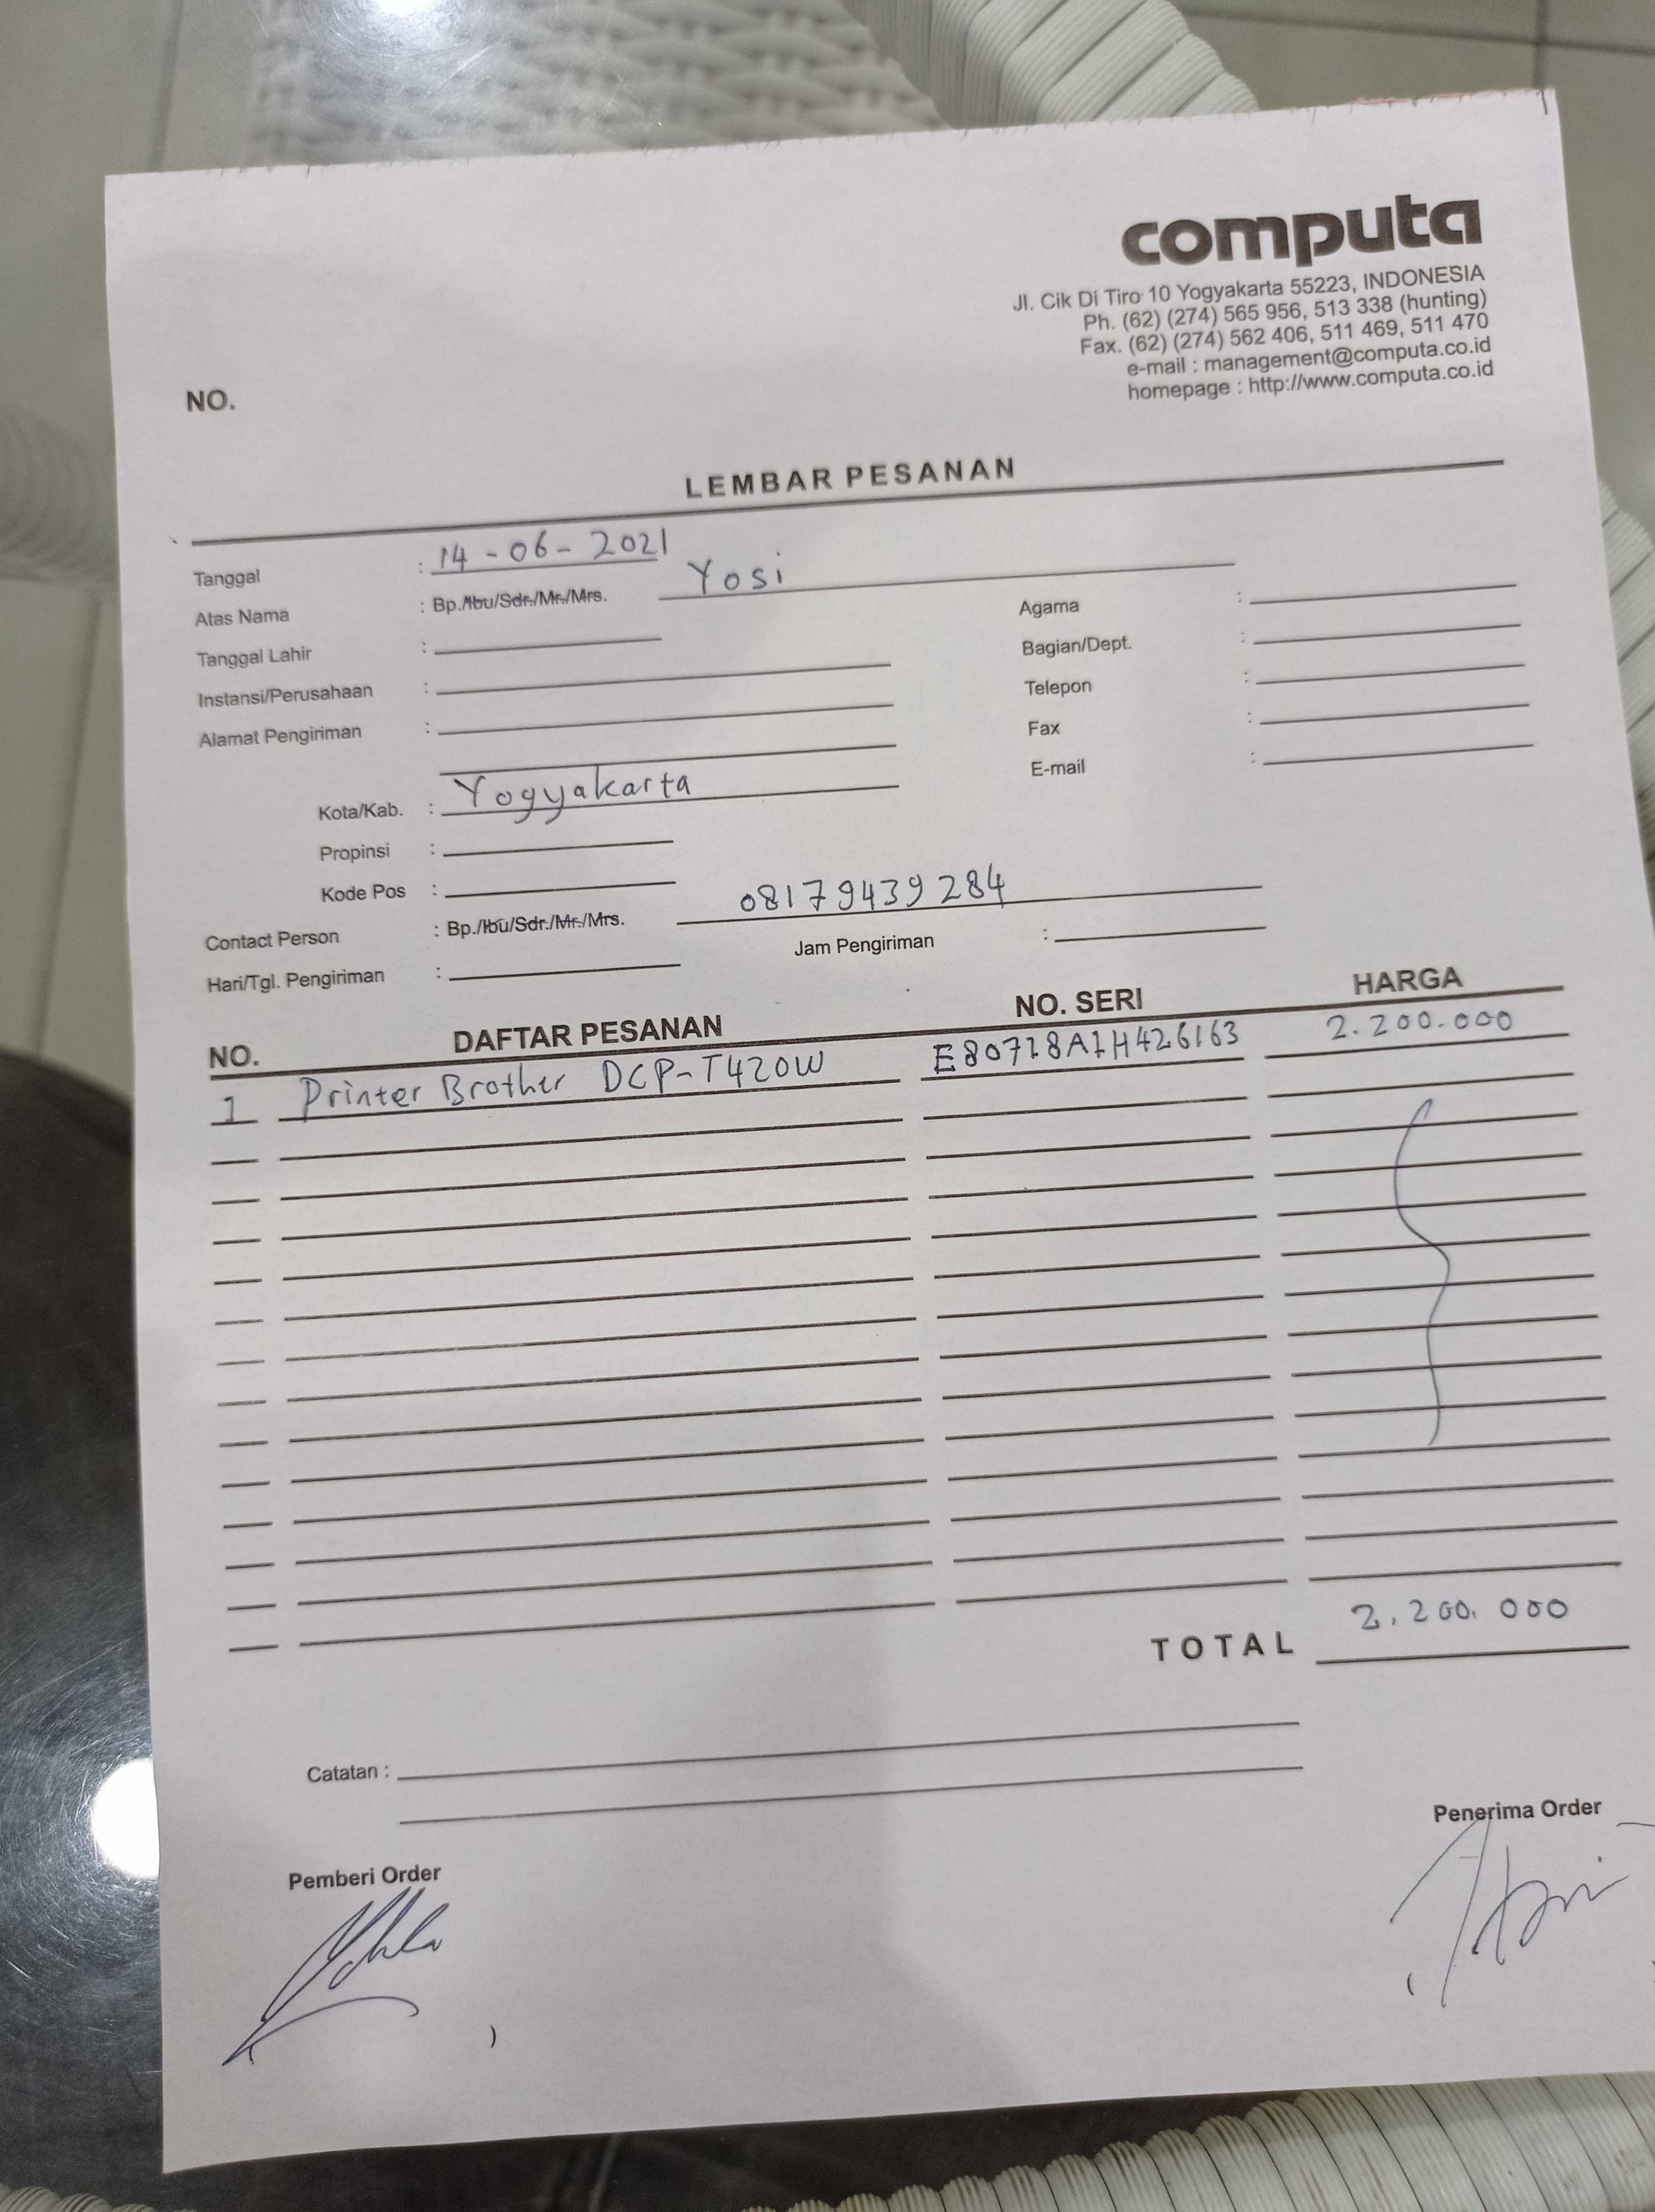 computa
Jl. Cik Di Tiro 10 Yogyakarta 55223, INDONESIA
Ph. (62) (274) 565 956, 513 338 (hunting)
Fax. (62) (274) 562 406, 511 469, 511 470
e-mail : management@computa.co.id
homepage : http://www.computa.co.id
NO.
LEMBAR PESANAN
Tanggal : 14-06-2021
Atas Nama : Bp./Ibu/Sdr./Mr./Mrs. Yosi
Agama :
Tanggal Lahir :
Bagian/Dept. :
Instansi/Perusahaan :
Telepon :
Alamat Pengiriman :
Fax :
E-mail :
Kota/Kab. : Yogyakarta
Propinsi :
Kode Pos :
Contact Person : Bp./Ibu/Sdr./Mr./Mrs. 08179439284
Hari/Tgl. Pengiriman : Jam Pengiriman :
NO. DAFTAR PESANAN NO. SERI HARGA
1 Printer Brother DCP-T420W E80718A1H426163 2.200.000
TOTAL 2.200.000
Catatan :
Pemberi Order Penerima Order